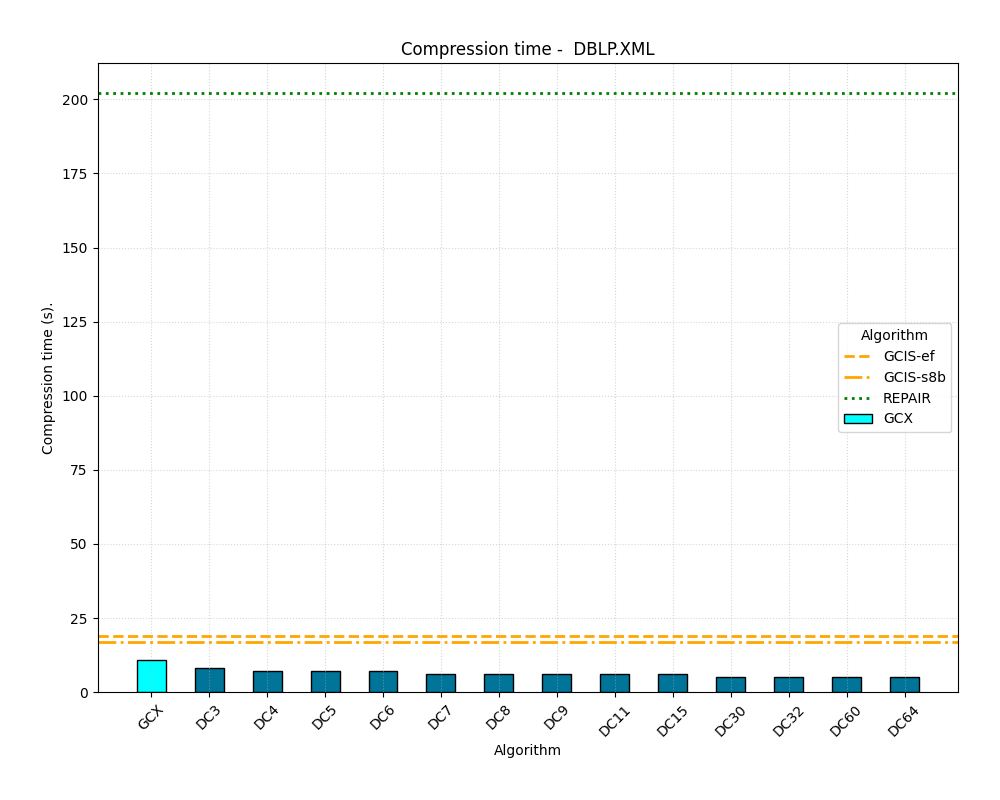 Compression time -  DBLP.XML
Compression time (s).
200
175
150
125
100
75
50
25
0
Algorithm
GCIS-ef
GCIS-s8b
REPAIR
GCX
GCX
DC3
DC4
DC5
DC6
DC7
DC8
DC9
DC11
DC15
DC30
DC32
DC60
DC64
Algorithm